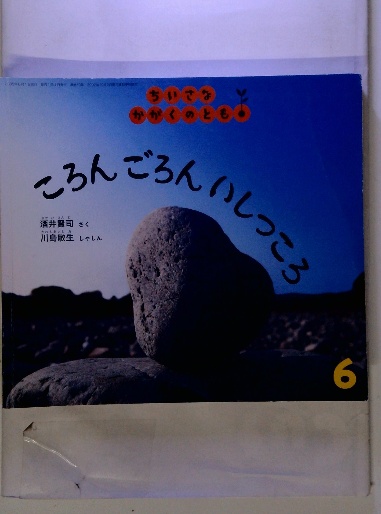 ちいさな
かがくのとも
ころん ごろん いしっころ
酒井賢司 さく
川島敏生 しゃしん
6